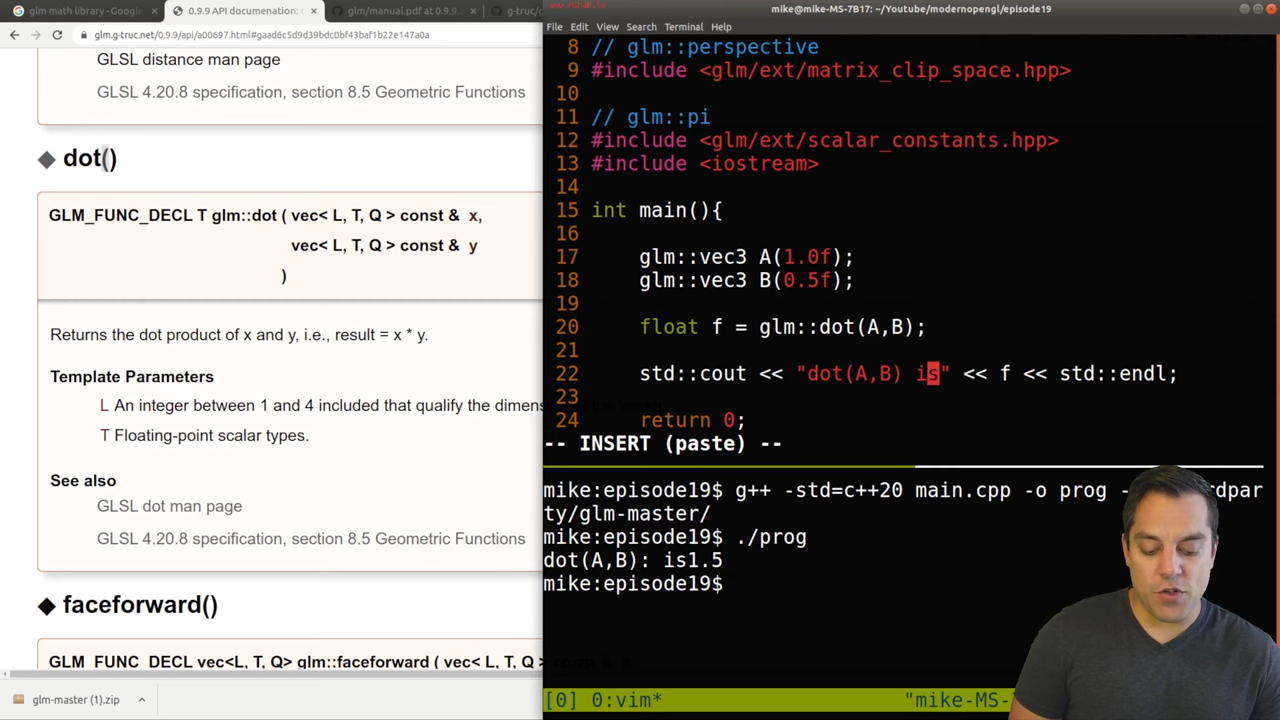 glm math library - Google
0.9.9 API documenation:
glm/manual.pdf at 0.9.9
g-truc/g
glm.g-truc.net/0.9.9/api/a00697.html#gaad6c5d9d39bdc0bf43baf1b22e147a0a
GLSL distance man page
GLSL 4.20.8 specification, section 8.5 Geometric Functions
◆ dot()
GLM_FUNC_DECL T glm::dot ( vec< L, T, Q > const & x,
vec< L, T, Q > const & y
)
Returns the dot product of x and y, i.e., result = x * y.
Template Parameters
L An integer between 1 and 4 included that qualify the dimens
T Floating-point scalar types.
See also
GLSL dot man page
GLSL 4.20.8 specification, section 8.5 Geometric Functions
◆ faceforward()
GLM_FUNC_DECL vec<L, T, Q> glm::faceforward ( vec< L, T, Q >
glm-master (1).zip
mike@mike-MS-7B17: ~/Youtube/modernopengl/episode19
File Edit View Search Terminal Help
8 // glm::perspective
9 #include <glm/ext/matrix_clip_space.hpp>
10
11 // glm::pi
12 #include <glm/ext/scalar_constants.hpp>
13 #include <iostream>
14
15 int main(){
16
17 glm::vec3 A(1.0f);
18 glm::vec3 B(0.5f);
19
20 float f = glm::dot(A,B);
21
22 std::cout << "dot(A,B) is" << f << std::endl;
23
24 return 0;
-- INSERT (paste) --
mike:episode19$ g++ -std=c++20 main.cpp -o prog - rdpar
ty/glm-master/
mike:episode19$ ./prog
dot(A,B): is1.5
mike:episode19$
[0] 0:vim* "mike-MS-